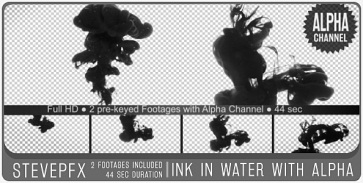 ALPHA
CHANNEL
Full HD ● 2 pre-keyed Footages with Alpha Channel ● 44 sec
STEVEPFX
2 FOOTAGES INCLUDED
44 SEC DURATION
INK IN WATER WITH ALPHA